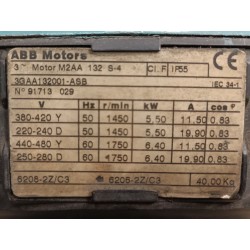 ABB Motors
3~ Motor M2AA 132 S-4 Cl. F IP55
3GAA132001-ASB
Nº 91713 029
CE
IEC 34-1
V Hz r/min kW A cos φ
380-420 Y 50 1450 5.50 11.50 0.83
220-240 D 50 1450 5.50 19.90 0.83
440-480 Y 60 1750 6.40 11.50 0.83
250-280 D 60 1750 6.40 19.90 0.83
6208-2Z/C3 6206-2Z/C3 40.00Kg